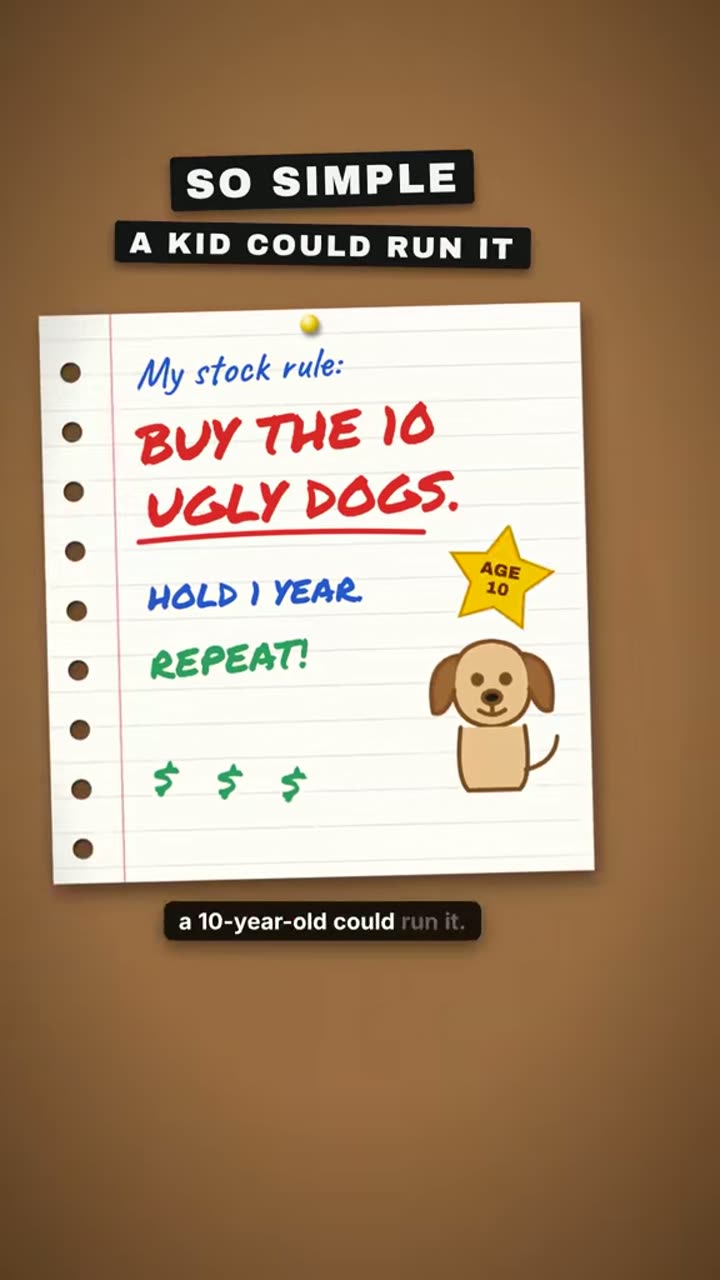 SO SIMPLE
A KID COULD RUN IT
My stock rule:
BUY THE 10
UGLY DOGS.
HOLD 1 YEAR.
REPEAT!
AGE
10
$ $ $
a 10-year-old could run it.